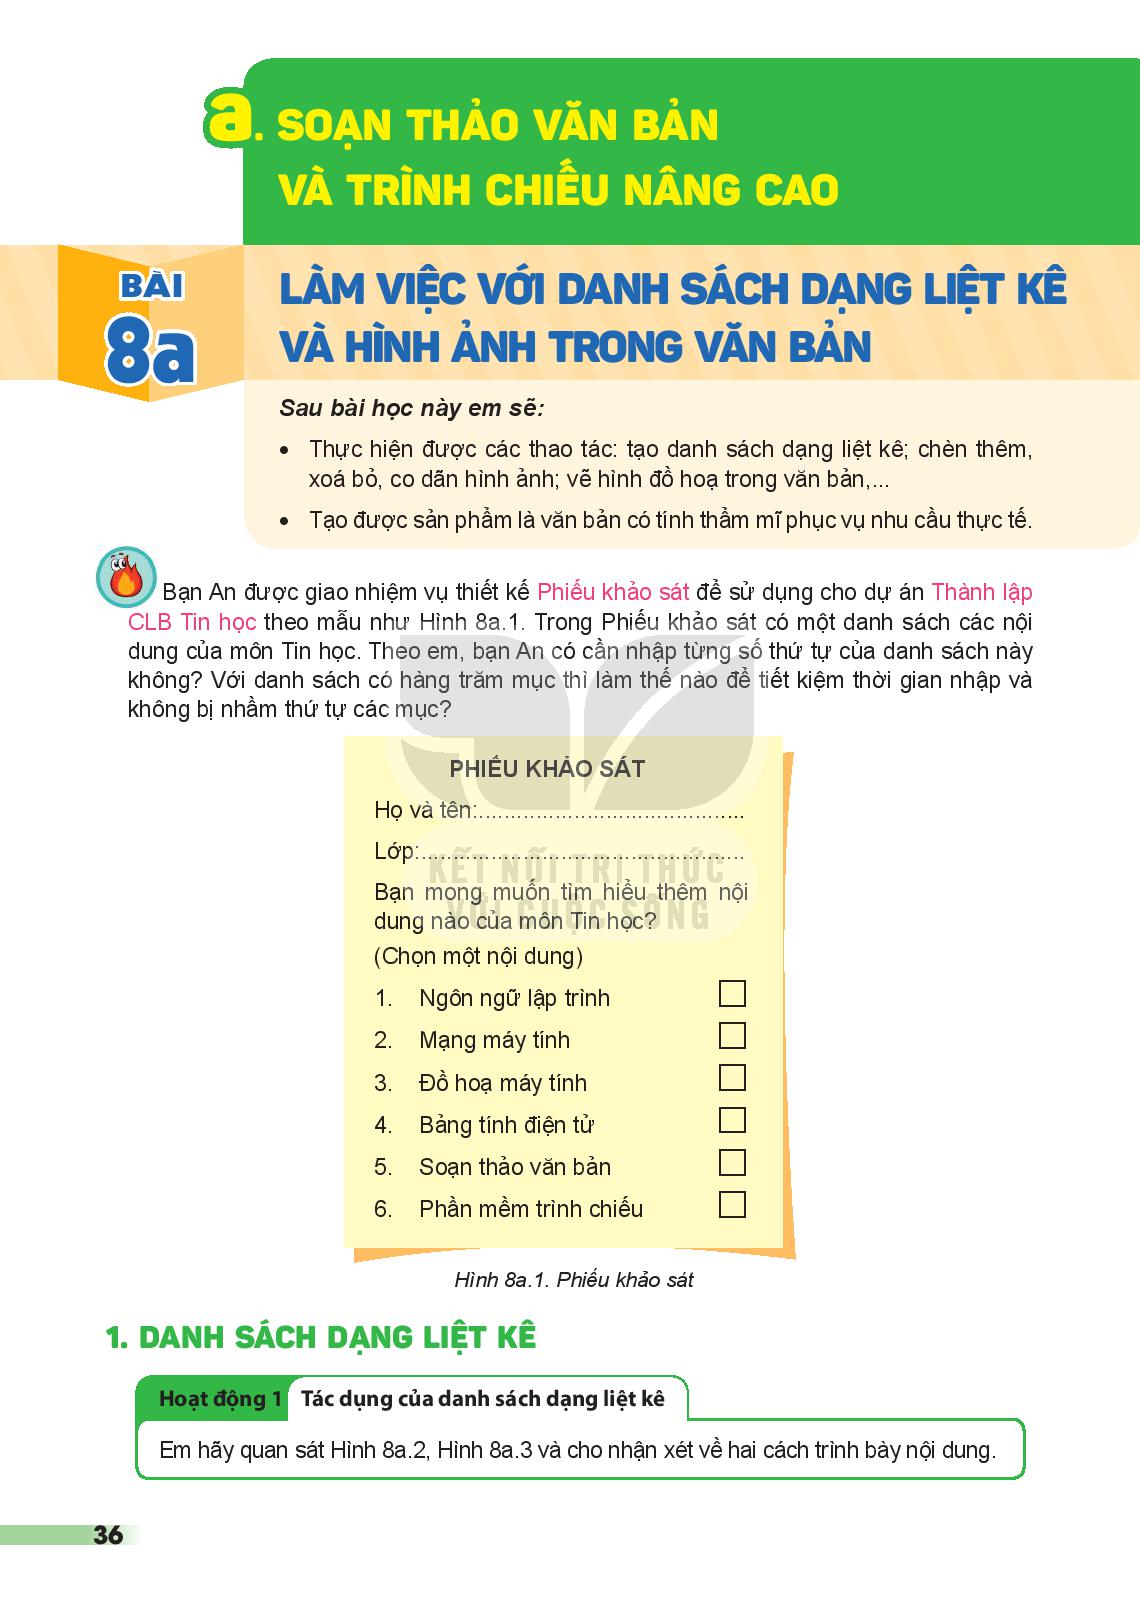 a. SOẠN THẢO VĂN BẢN
VÀ TRÌNH CHIẾU NÂNG CAO
BÀI
8a
LÀM VIỆC VỚI DANH SÁCH DẠNG LIỆT KÊ
VÀ HÌNH ẢNH TRONG VĂN BẢN
Sau bài học này em sẽ:
• Thực hiện được các thao tác: tạo danh sách dạng liệt kê; chèn thêm,
xoá bỏ, co dãn hình ảnh; vẽ hình đồ hoạ trong văn bản,...
• Tạo được sản phẩm là văn bản có tính thẩm mĩ phục vụ nhu cầu thực tế.
Bạn An được giao nhiệm vụ thiết kế Phiếu khảo sát để sử dụng cho dự án Thành lập
CLB Tin học theo mẫu như Hình 8a.1. Trong Phiếu khảo sát có một danh sách các nội
dung của môn Tin học. Theo em, bạn An có cần nhập từng số thứ tự của danh sách này
không? Với danh sách có hàng trăm mục thì làm thế nào để tiết kiệm thời gian nhập và
không bị nhầm thứ tự các mục?
PHIẾU KHẢO SÁT
Họ và tên:..........................................
Lớp:...................................................
KẾT NỐI TRI THỨC
VỚI CUỘC SỐNG
Bạn mong muốn tìm hiểu thêm nội
dung nào của môn Tin học?
(Chọn một nội dung)
1. Ngôn ngữ lập trình
2. Mạng máy tính
3. Đồ hoạ máy tính
4. Bảng tính điện tử
5. Soạn thảo văn bản
6. Phần mềm trình chiếu
Hình 8a.1. Phiếu khảo sát
1. DANH SÁCH DẠNG LIỆT KÊ
Hoạt động 1 Tác dụng của danh sách dạng liệt kê
Em hãy quan sát Hình 8a.2, Hình 8a.3 và cho nhận xét về hai cách trình bày nội dung.
36